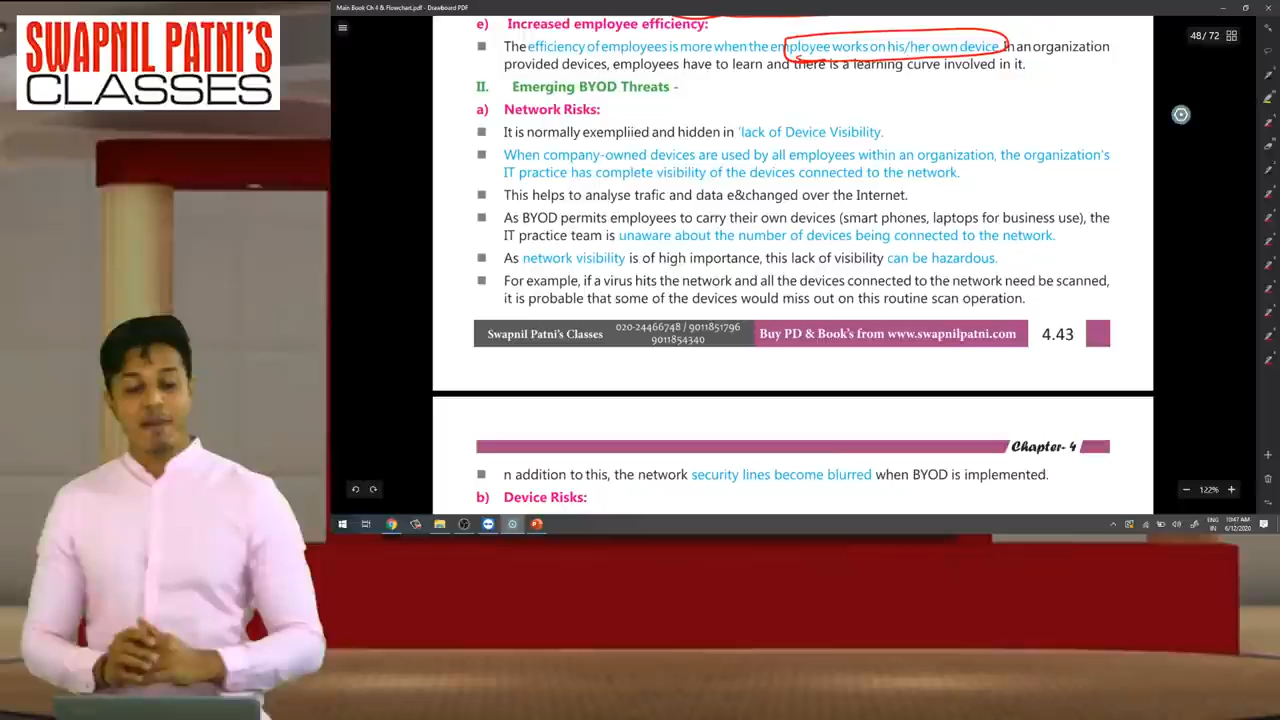 SWAPNIL PATNI'S
CLASSES
Main Book Ch 4 & Flowchart.pdf - Drawboard PDF
48 / 72
e) Increased employee efficiency:
The efficiency of employees is more when the employee works on his/her own device. In an organization
provided devices, employees have to learn and there is a learning curve involved in it.
II. Emerging BYOD Threats -
a) Network Risks:
It is normally exempliied and hidden in 'lack of Device Visibility.
When company-owned devices are used by all employees within an organization, the organization's
IT practice has complete visibility of the devices connected to the network.
This helps to analyse trafic and data e&changed over the Internet.
As BYOD permits employees to carry their own devices (smart phones, laptops for business use), the
IT practice team is unaware about the number of devices being connected to the network.
As network visibility is of high importance, this lack of visibility can be hazardous.
For example, if a virus hits the network and all the devices connected to the network need be scanned,
it is probable that some of the devices would miss out on this routine scan operation.
Swapnil Patni's Classes 020-24466748 / 9011851796 Buy PD & Book's from www.swapnilpatni.com 4.43
9011854340
Chapter- 4
n addition to this, the network security lines become blurred when BYOD is implemented.
b) Device Risks:
122%
ENG 10:47 AM
IN 6/12/2020